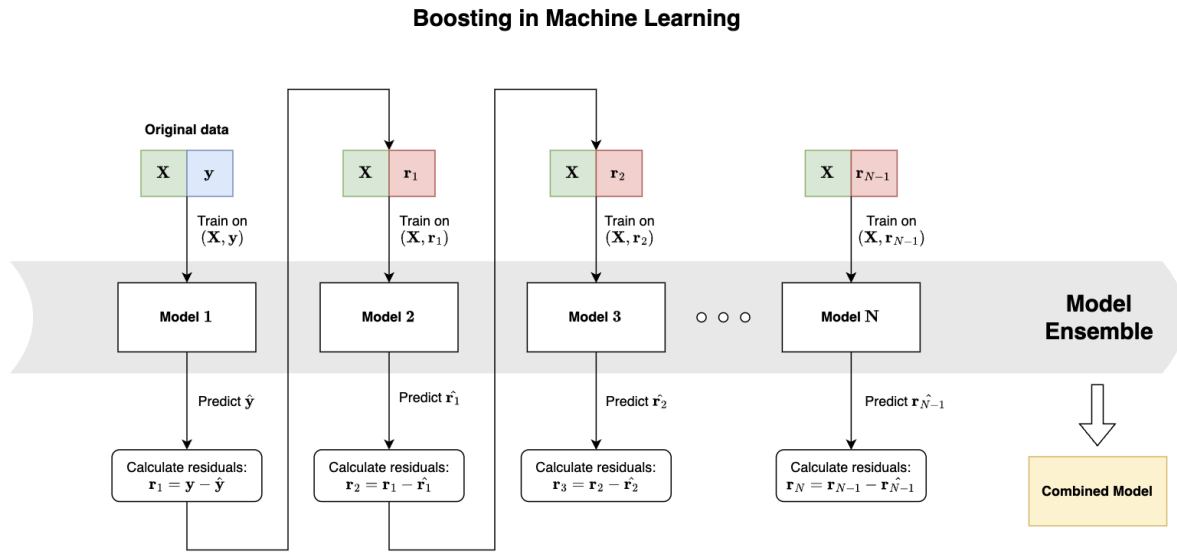 Boosting in Machine Learning
Original data
X y
X r₁
X r₂
X r_{N−1}
Train on
(X, y)
Train on
(X, r₁)
Train on
(X, r₂)
Train on
(X, r_{N−1})
Model 1
Model 2
Model 3
Model N
Model
Ensemble
Predict ŷ
Predict r̂₁
Predict r̂₂
Predict r̂_{N−1}
Calculate residuals:
r₁ = y − ŷ
Calculate residuals:
r₂ = r₁ − r̂₁
Calculate residuals:
r₃ = r₂ − r̂₂
Calculate residuals:
r_N = r_{N−1} − r̂_{N−1}
Combined Model